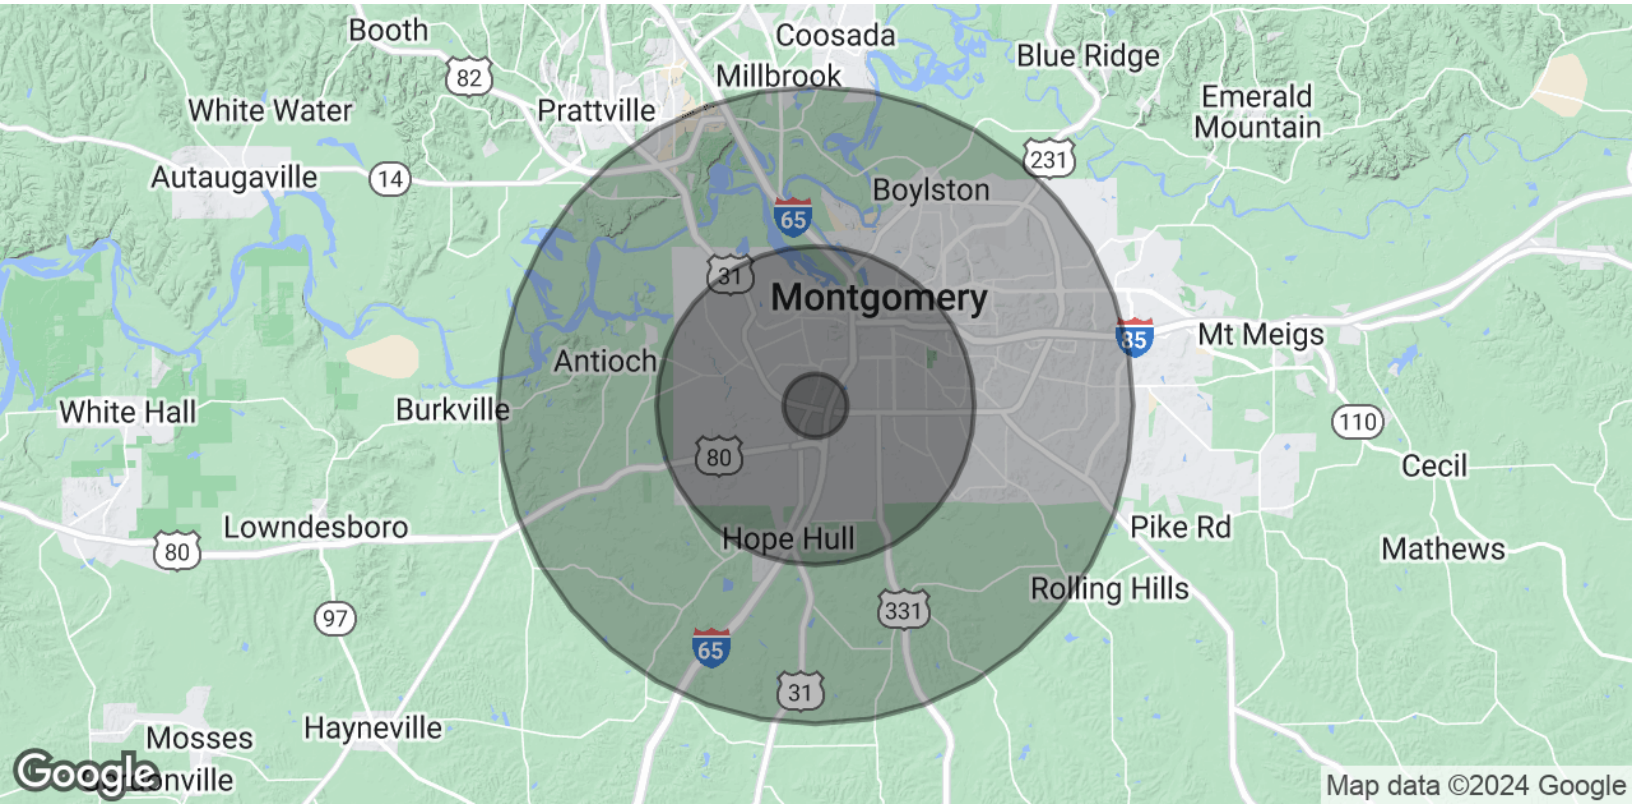 Booth
Coosada
Blue Ridge
82
Millbrook
White Water
Prattville
Emerald
Mountain
231
Autaugaville
14
Boylston
65
31
Montgomery
85
Mt Meigs
Antioch
White Hall
Burkville
110
80
Cecil
Lowndesboro
80
Hope Hull
Pike Rd
Mathews
Rolling Hills
97
331
65
31
Hayneville
Mosses
Google
Map data ©2024 Google